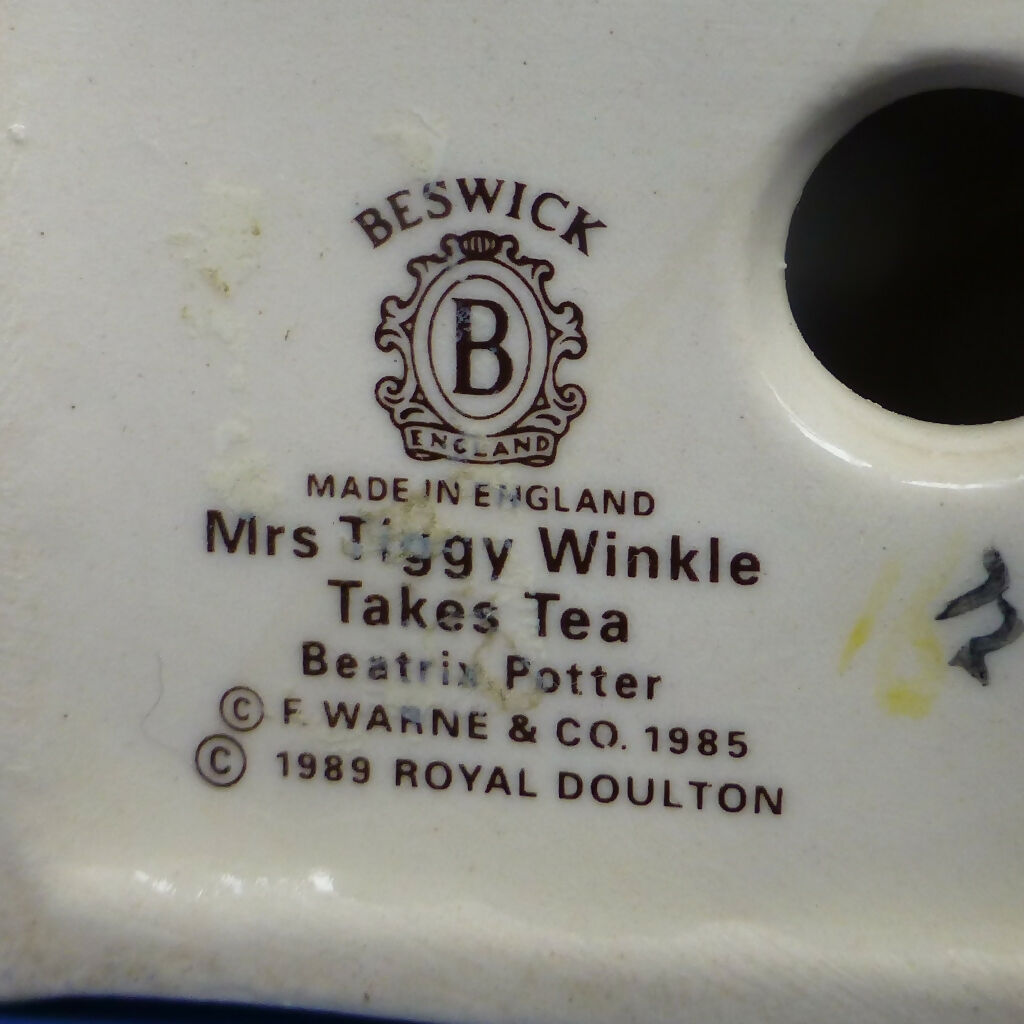 BESWICK
B
ENGLAND
MADE IN ENGLAND
Mrs Tiggy Winkle
Takes Tea
Beatrix Potter
© F. WARNE & CO. 1985
© 1989 ROYAL DOULTON